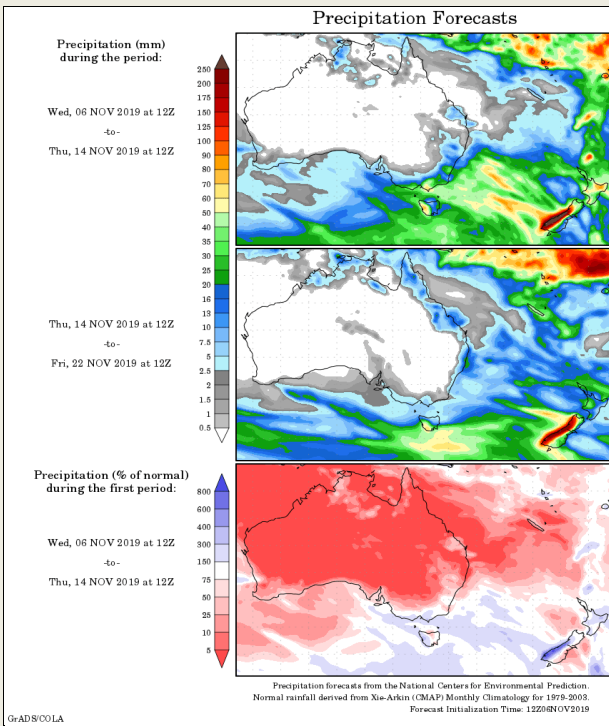 Precipitation Forecasts
Precipitation (mm)
during the period:
Wed, 06 NOV 2019 at 12Z
-to-
Thu, 14 NOV 2019 at 12Z
250
200
175
150
125
100
90
80
70
60
50
40
35
30
25
20
16
13
10
7.5
5
2.5
2
1.5
1
0.5
Thu, 14 NOV 2019 at 12Z
-to-
Fri, 22 NOV 2019 at 12Z
Precipitation (% of normal)
during the first period:
Wed, 06 NOV 2019 at 12Z
-to-
Thu, 14 NOV 2019 at 12Z
800
600
400
300
150
75
50
25
10
5
Precipitation forecasts from the National Centers for Environmental Prediction.
Normal rainfall derived from Xie-Arkin (CMAP) Monthly Climatology for 1979-2003.
Forecast Initialization Time: 12Z06NOV2019
GrADS/COLA